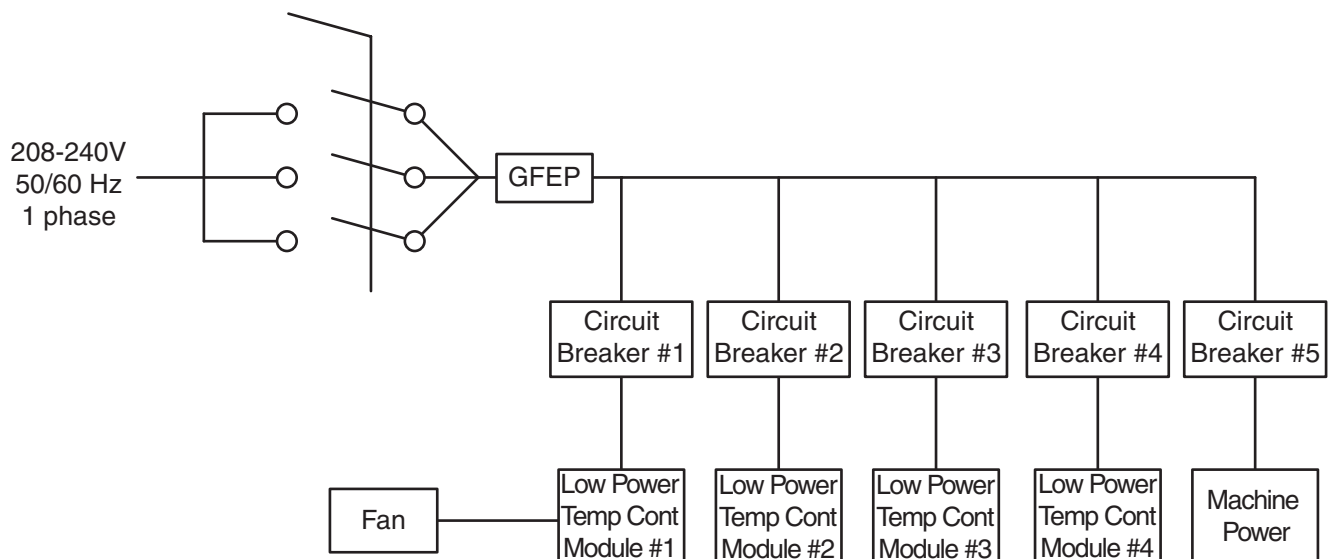 208-240V
50/60 Hz
1 phase
GFEP
Circuit
Breaker #1
Circuit
Breaker #2
Circuit
Breaker #3
Circuit
Breaker #4
Circuit
Breaker #5
Fan
Low Power
Temp Cont
Module #1
Low Power
Temp Cont
Module #2
Low Power
Temp Cont
Module #3
Low Power
Temp Cont
Module #4
Machine
Power